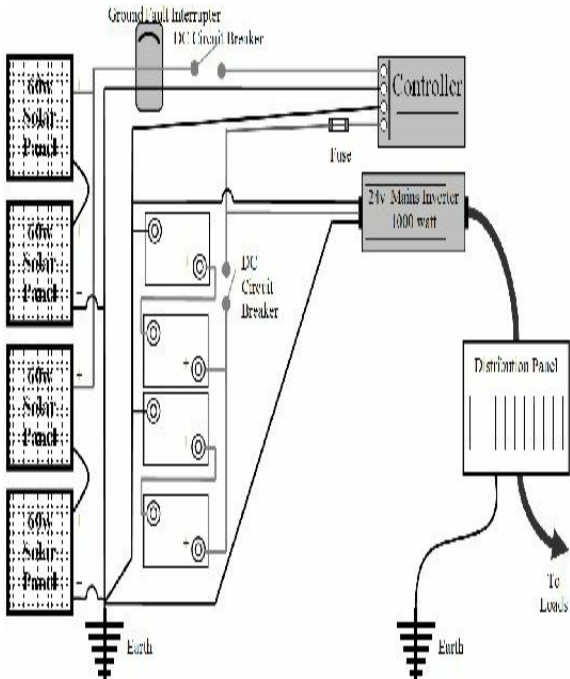 Ground Fault Interrupter
DC Circuit Breaker
60w
Solar
Panel
+
Controller
Fuse
24v Mains Inverter
1000 watt
60w
Solar
Panel
+
-
DC
Circuit
Breaker
+
+
+
+
Distribution Panel
60w
Solar
Panel
+
60w
Solar
Panel
+
-
To
Loads
Earth
Earth